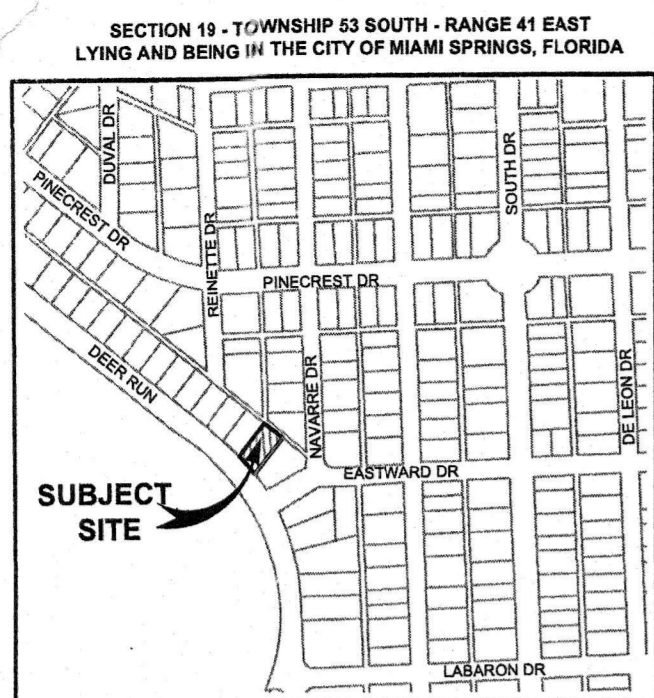 SECTION 19 - TOWNSHIP 53 SOUTH - RANGE 41 EAST
LYING AND BEING IN THE CITY OF MIAMI SPRINGS, FLORIDA
DUVAL DR
PINECREST DR
REINETTE DR
SOUTH DR
PINECREST DR
DEER RUN
NAVARRE DR
DE LEON DR
EASTWARD DR
SUBJECT
SITE
LABARON DR